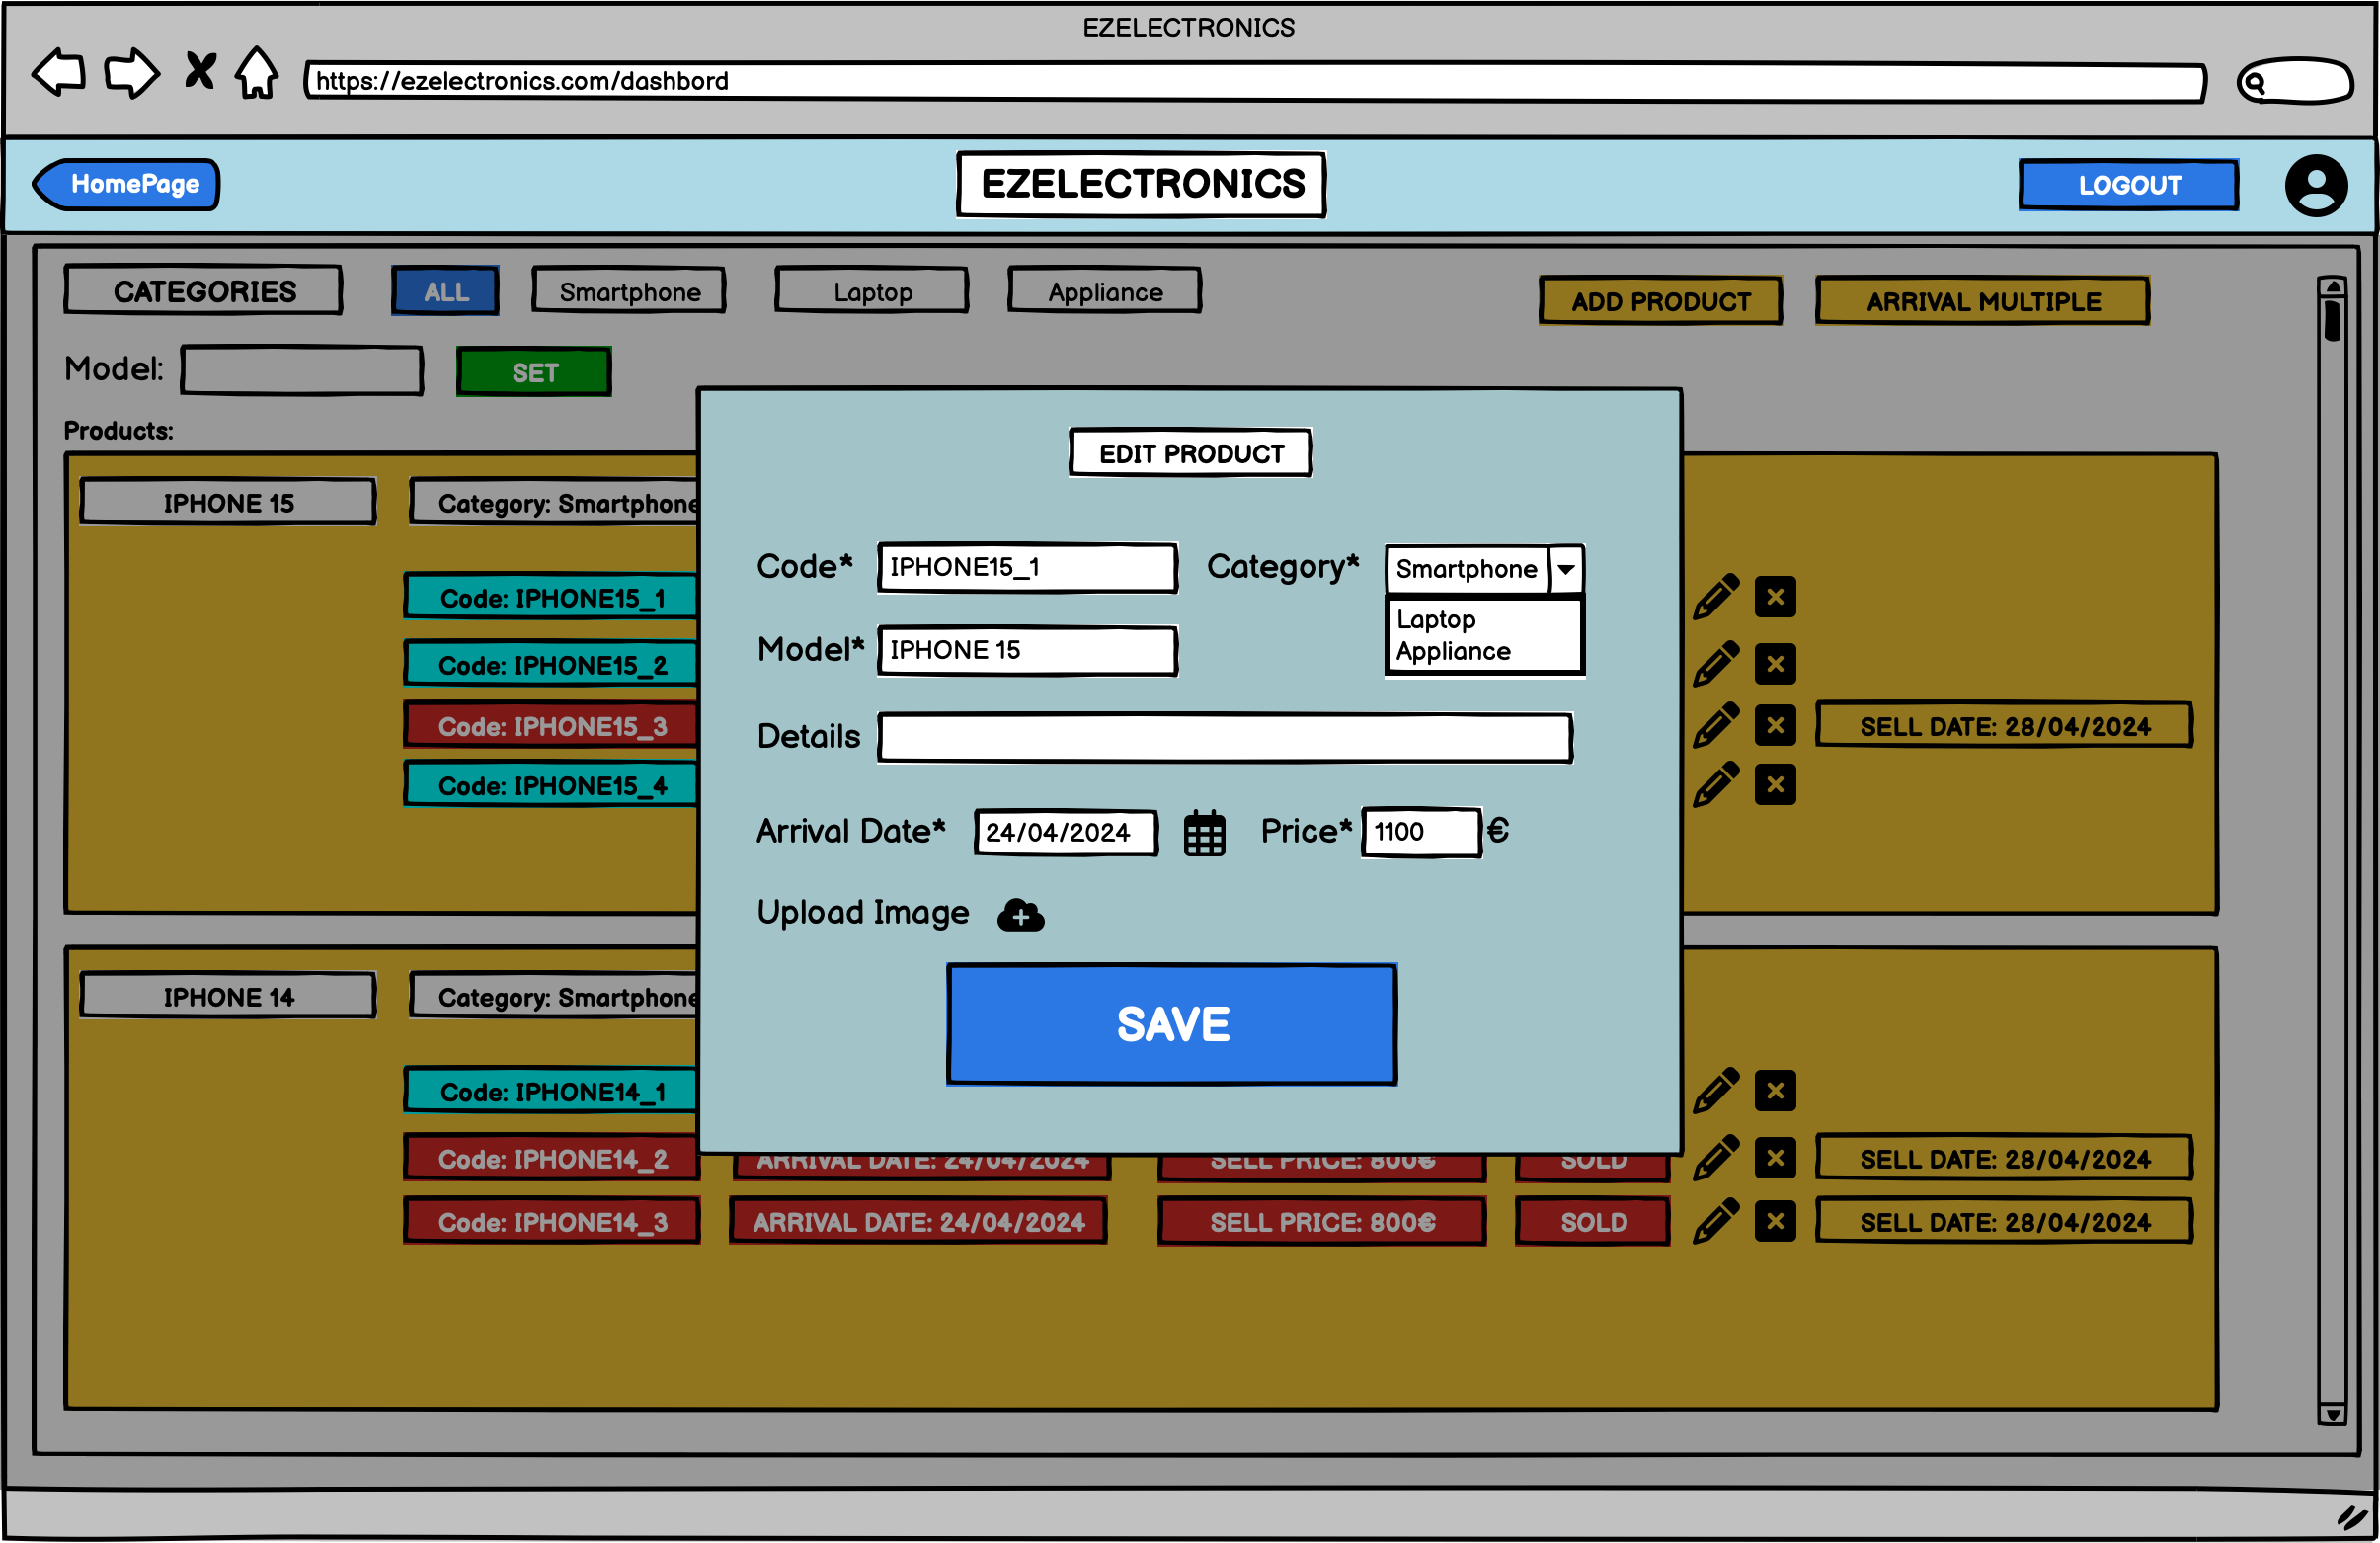 EZELECTRONICS
https://ezelectronics.com/dashbord
HomePage
EZELECTRONICS
LOGOUT
CATEGORIES
ALL
Smartphone
Laptop
Appliance
ADD PRODUCT
ARRIVAL MULTIPLE
Model:
SET
Products:
IPHONE 15
Category: Smartphone
Code: IPHONE15_1
Code: IPHONE15_2
Code: IPHONE15_3
SELL DATE: 28/04/2024
Code: IPHONE15_4
EDIT PRODUCT
Code*
IPHONE15_1
Category*
Smartphone
Laptop
Appliance
Model*
IPHONE 15
Details
Arrival Date*
24/04/2024
Price*
1100
€
Upload Image
SAVE
IPHONE 14
Category: Smartphone
Code: IPHONE14_1
Code: IPHONE14_2
ARRIVAL DATE: 24/04/2024
SELL PRICE: 800€
SOLD
SELL DATE: 28/04/2024
Code: IPHONE14_3
ARRIVAL DATE: 24/04/2024
SELL PRICE: 800€
SOLD
SELL DATE: 28/04/2024